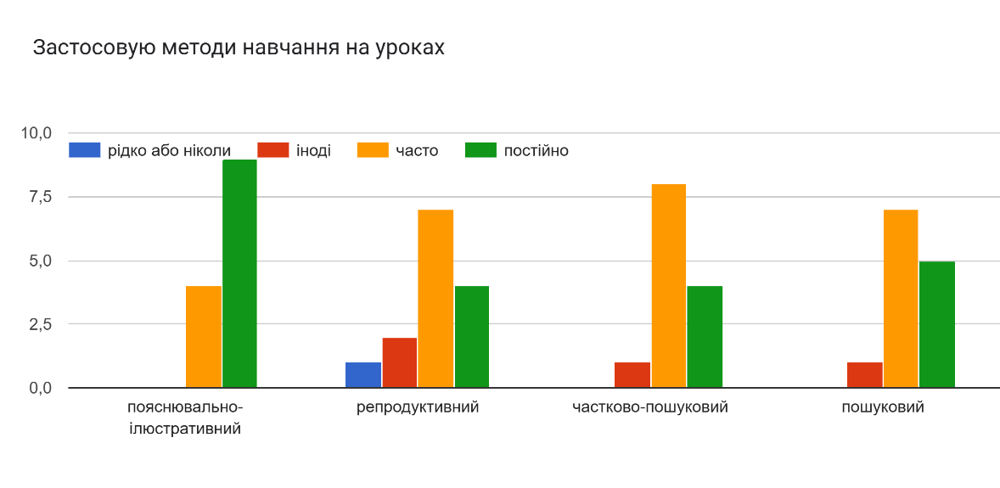 Застосовую методи навчання на уроках
10,0
рідко або ніколи іноді часто постійно
7,5
5,0
2,5
0,0
пояснювально-
ілюстративний
репродуктивний
частково-пошуковий
пошуковий